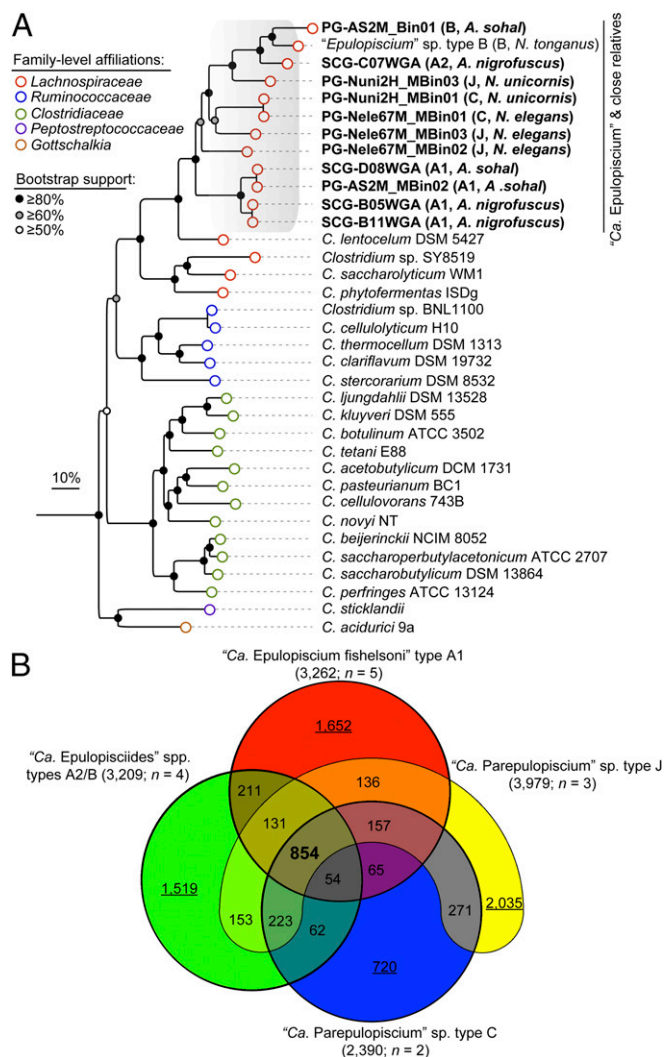 A
Family-level affiliations:
Lachnospiraceae
Ruminococcaceae
Clostridiaceae
Peptostreptococcaceae
Gottschalkia
Bootstrap support:
≥80%
≥60%
≥50%
10%
PG-AS2M_Bin01 (B, A. sohal)
"Epulopiscium" sp. type B (B, N. tonganus)
SCG-C07WGA (A2, A. nigrofuscus)
PG-Nuni2H_MBin03 (J, N. unicornis)
PG-Nuni2H_MBin01 (C, N. unicornis)
PG-Nele67M_MBin01 (C, N. elegans)
PG-Nele67M_MBin03 (J, N. elegans)
PG-Nele67M_MBin02 (J, N. elegans)
SCG-D08WGA (A1, A. sohal)
PG-AS2M_MBin02 (A1, A .sohal)
SCG-B05WGA (A1, A. nigrofuscus)
SCG-B11WGA (A1, A. nigrofuscus)
"Ca. Epulopiscium" & close relatives
C. lentocelum DSM 5427
Clostridium sp. SY8519
C. saccharolyticum WM1
C. phytofermentas ISDg
Clostridium sp. BNL1100
C. cellulolyticum H10
C. thermocellum DSM 1313
C. clariflavum DSM 19732
C. stercorarium DSM 8532
C. ljungdahlii DSM 13528
C. kluyveri DSM 555
C. botulinum ATCC 3502
C. tetani E88
C. acetobutylicum DCM 1731
C. pasteurianum BC1
C. cellulovorans 743B
C. novyi NT
C. beijerinckii NCIM 8052
C. saccharoperbutylacetonicum ATCC 2707
C. saccharobutylicum DSM 13864
C. perfringes ATCC 13124
C. sticklandii
C. acidurici 9a
B
"Ca. Epulopiscium fishelsoni" type A1
(3,262; n = 5)
"Ca. Epulopisciides" spp.
types A2/B (3,209; n = 4)
"Ca. Parepulopiscium" sp. type J
(3,979; n = 3)
1,652
211
136
131
157
854
54
65
1,519
153
223
62
271
2,035
720
"Ca. Parepulopiscium" sp. type C
(2,390; n = 2)